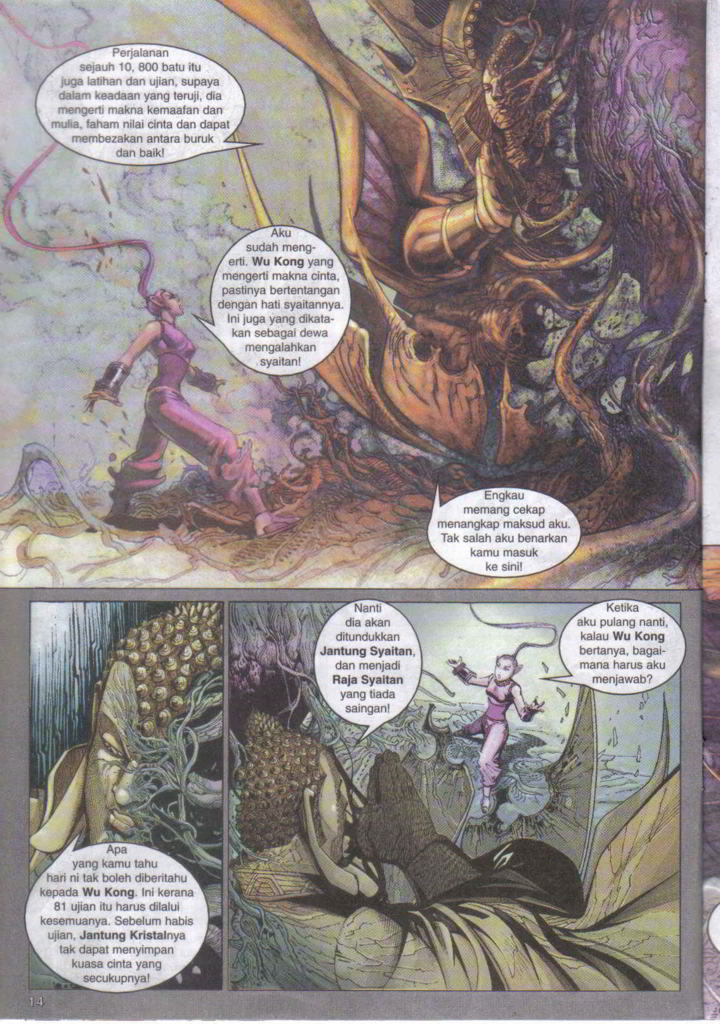 Perjalanan
sejauh 10, 800 batu itu
juga latihan dan ujian, supaya
dalam keadaan yang teruji, dia
mengerti makna kemaafan dan
mulia, faham nilai cinta dan dapat
membezakan antara buruk
dan baik!
Aku
sudah meng-
erti. Wu Kong yang
mengerti makna cinta,
pastinya bertentangan
dengan hati syaitannya.
Ini juga yang dikata-
kan sebagai dewa
mengalahkan
syaitan!
Engkau
memang cekap
menangkap maksud aku.
Tak salah aku benarkan
kamu masuk
ke sini!
Apa
yang kamu tahu
hari ni tak boleh diberitahu
kepada Wu Kong. Ini kerana
81 ujian itu harus dilalui
kesemuanya. Sebelum habis
ujian, Jantung Kristalnya
tak dapat menyimpan
kuasa cinta yang
secukupnya!
Nanti
dia akan
ditundukkan
Jantung Syaitan,
dan menjadi
Raja Syaitan
yang tiada
saingan!
Ketika
aku pulang nanti,
kalau Wu Kong
bertanya, bagai-
mana harus aku
menjawab?
14